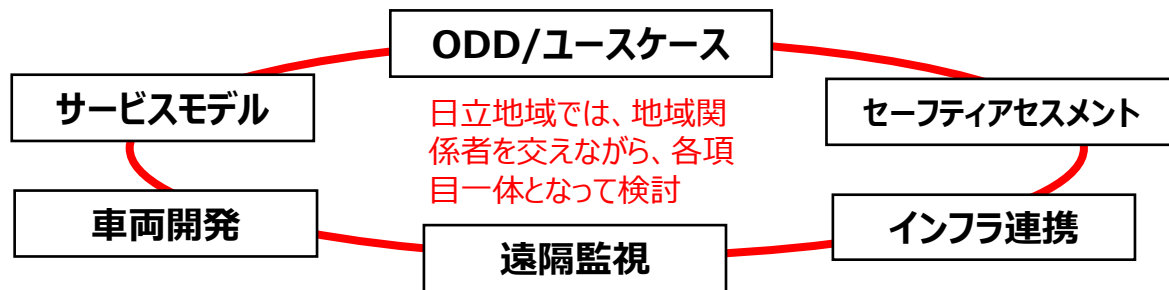 ODD/ユースケース
サービスモデル
セーフティアセスメント
日立地域では、地域関
係者を交えながら、各項
目一体となって検討
車両開発
インフラ連携
遠隔監視